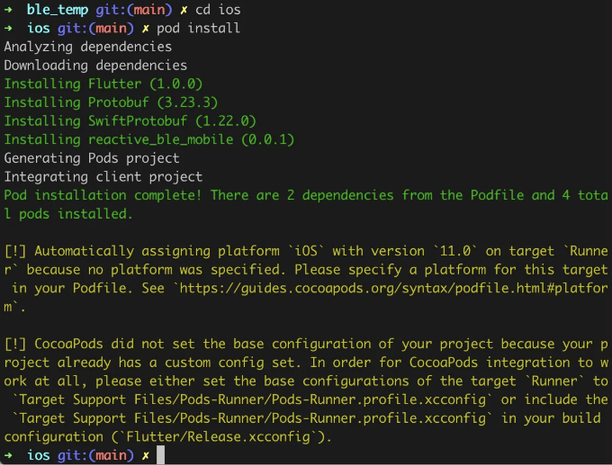 ➜  ble_temp git:(main) ✗ cd ios
➜  ios git:(main) ✗ pod install
Analyzing dependencies
Downloading dependencies
Installing Flutter (1.0.0)
Installing Protobuf (3.23.3)
Installing SwiftProtobuf (1.22.0)
Installing reactive_ble_mobile (0.0.1)
Generating Pods project
Integrating client project
Pod installation complete! There are 2 dependencies from the Podfile and 4 tota
l pods installed.

[!] Automatically assigning platform `iOS` with version `11.0` on target `Runne
r` because no platform was specified. Please specify a platform for this target
 in your Podfile. See `https://guides.cocoapods.org/syntax/podfile.html#platfor
m`.

[!] CocoaPods did not set the base configuration of your project because your p
roject already has a custom config set. In order for CocoaPods integration to w
ork at all, please either set the base configurations of the target `Runner` to
 `Target Support Files/Pods-Runner/Pods-Runner.profile.xcconfig` or include the
 `Target Support Files/Pods-Runner/Pods-Runner.profile.xcconfig` in your build
configuration (`Flutter/Release.xcconfig`).
➜  ios git:(main) ✗